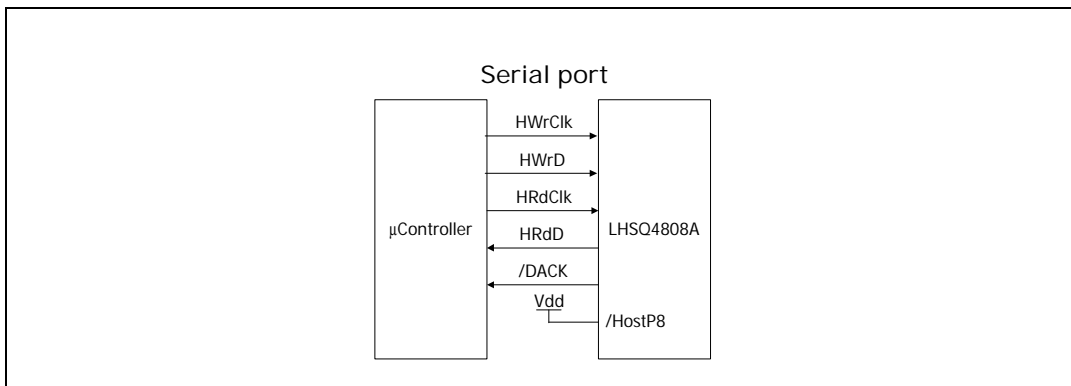 Serial port
HWrClk
HWrD
HRdClk
μController
LHSQ4808A
HRdD
/DACK
Vdd
/HostP8